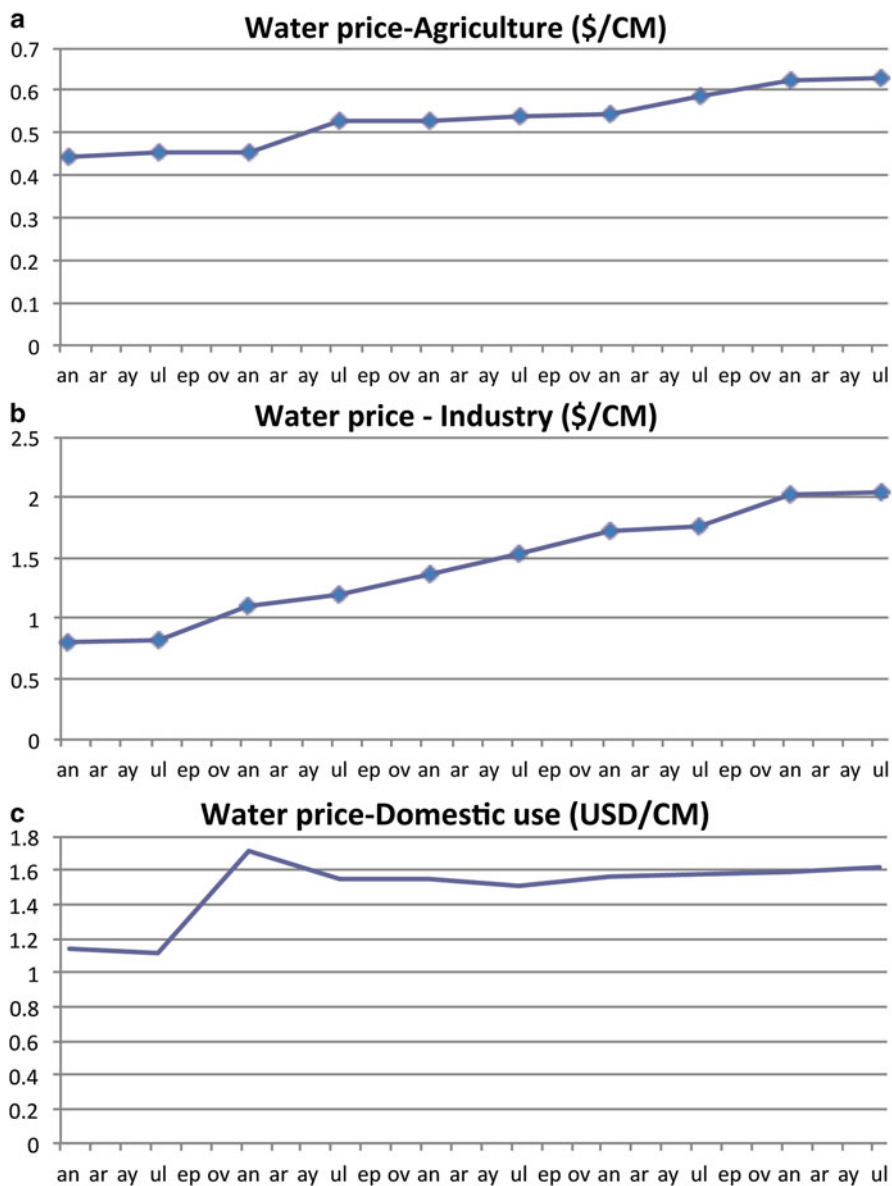 a
Water price-Agriculture ($/CM)
0.7
0.6
0.5
0.4
0.3
0.2
0.1
0
an ar ay ul ep ov an ar ay ul ep ov an ar ay ul ep ov an ar ay ul ep ov an ar ay ul
b
Water price - Industry ($/CM)
2.5
2
1.5
1
0.5
0
an ar ay ul ep ov an ar ay ul ep ov an ar ay ul ep ov an ar ay ul ep ov an ar ay ul
c
Water price-Domestic use (USD/CM)
1.8
1.6
1.4
1.2
1
0.8
0.6
0.4
0.2
0
an ar ay ul ep ov an ar ay ul ep ov an ar ay ul ep ov an ar ay ul ep ov an ar ay ul